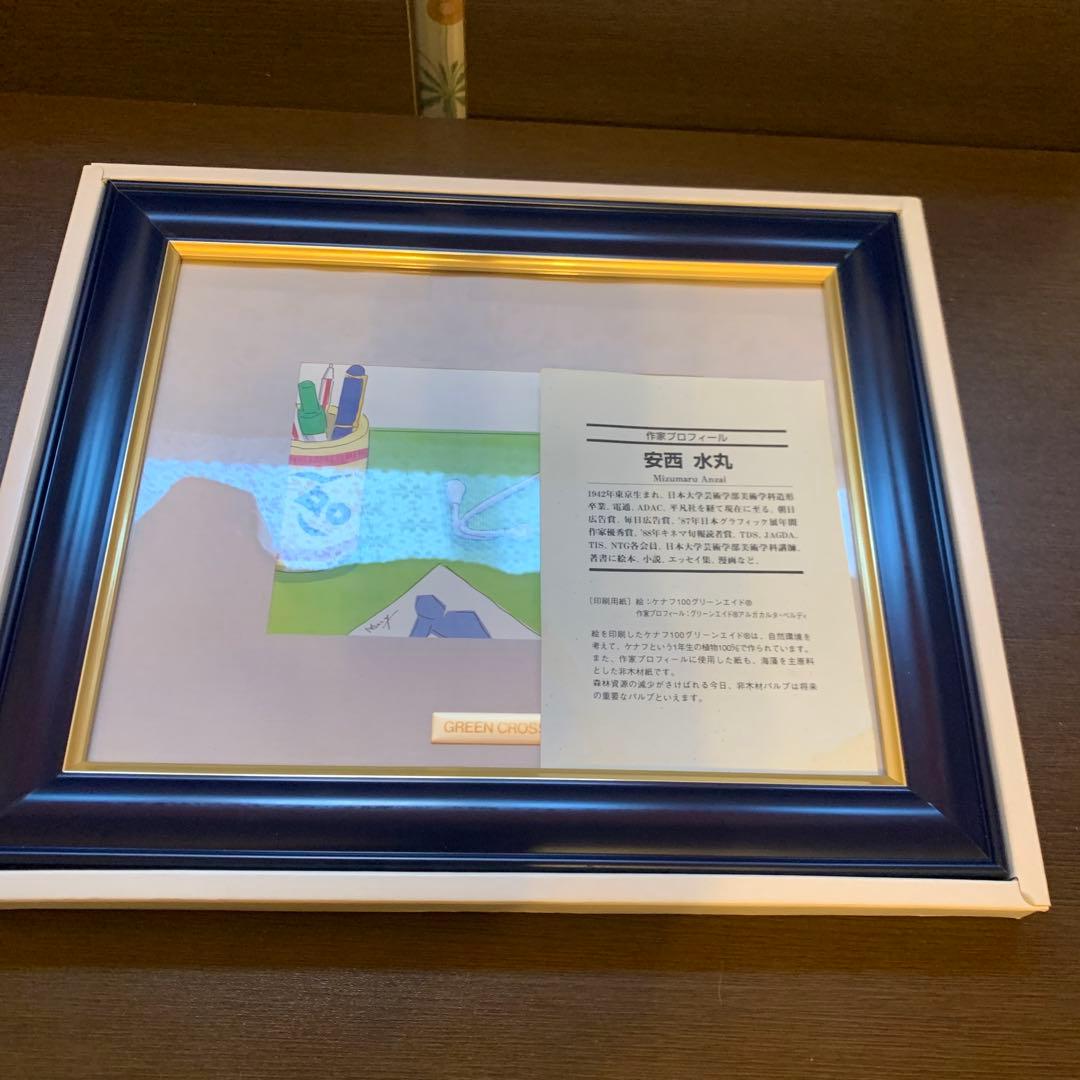 作家プロフィール
安西 水丸
Mizumaru Anzai
1942年東京生まれ、日本大学芸術学部美術学科造形
卒業。電通、ADAC、平凡社を経て現在に至る。朝日
広告賞、毎日広告賞、'87年日本グラフィック展年間
作家優秀賞、'88年キネマ旬報読者賞、TDS、JAGDA、
TIS、NTG各会員、日本大学芸術学部美術学科講師。
著書に絵本、小説、エッセイ集、漫画など。
［印刷用紙］絵：ケナフ100グリーンエイド®
作家プロフィール：グリーンエイド®アルガカルタ・ベルディ
絵を印刷したケナフ100グリーンエイド®は、自然環境を
考えて、ケナフという1年生の植物100%で作られています。
また、作家プロフィールに使用した紙も、海藻を主原料
とした非木材紙です。
森林資源の減少がさけばれる今日、非木材パルプは将来
の重要なパルプといえます。
GREEN CROSS